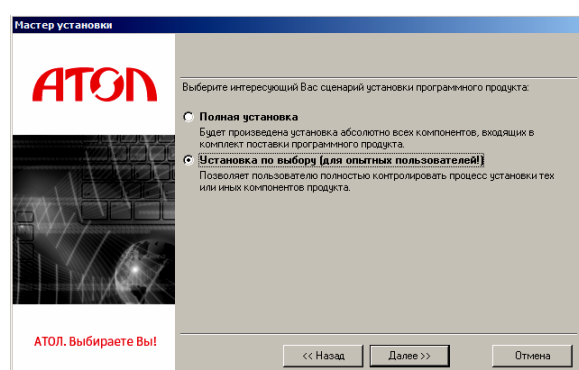 Мастер установки
АТОЛ
Выберите интересующий Вас сценарий установки программного продукта:
Полная установка
Будет произведена установка абсолютно всех компонентов, входящих в
комплект поставки программного продукта.
Установка по выбору (для опытных пользователей!)
Позволяет пользователю полностью контролировать процесс установки тех
или иных компонентов продукта.
АТОЛ. Выбираете Вы!
<< Назад
Далее >>
Отмена